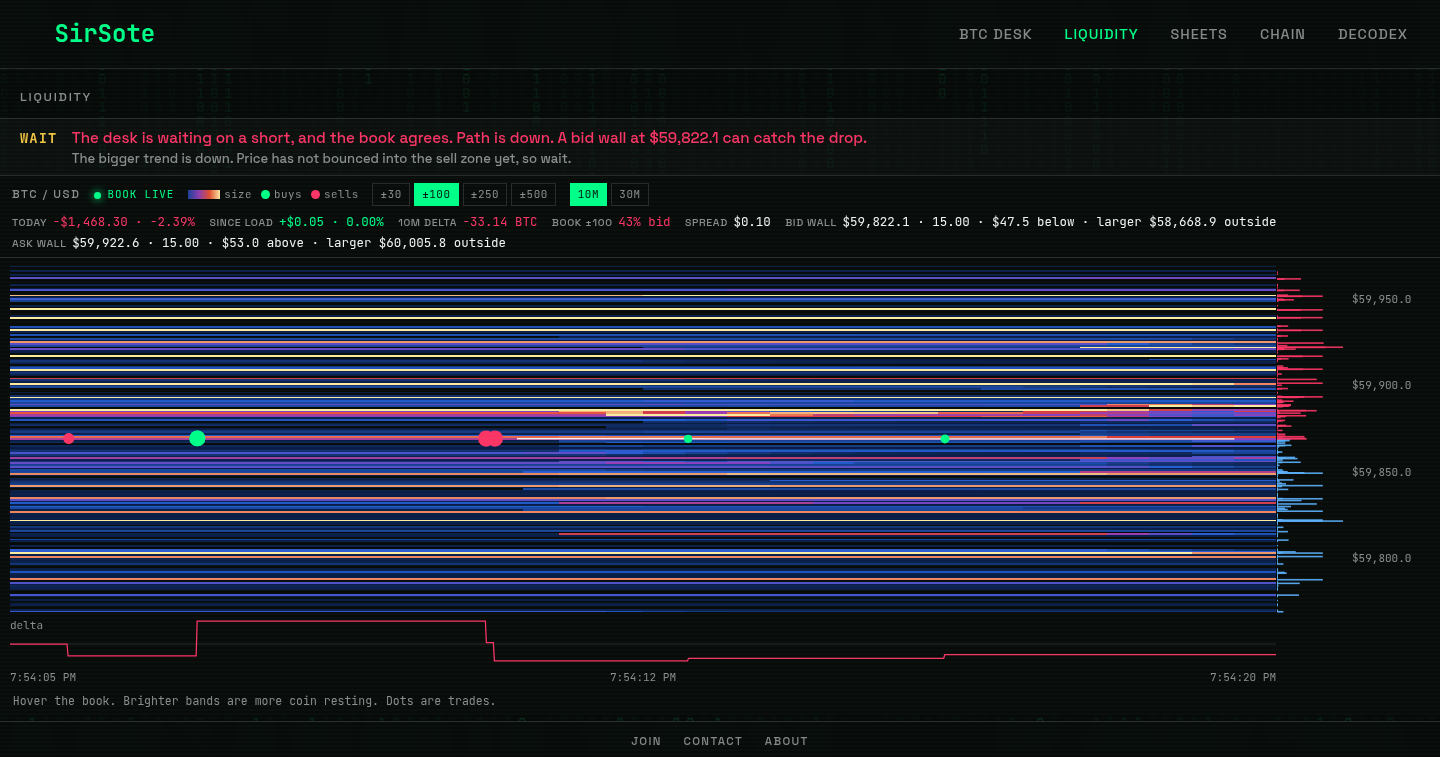 SirSote
BTC DESK LIQUIDITY SHEETS CHAIN DECODEX
LIQUIDITY
WAIT The desk is waiting on a short, and the book agrees. Path is down. A bid wall at $59,822.1 can catch the drop.
The bigger trend is down. Price has not bounced into the sell zone yet, so wait.
BTC / USD BOOK LIVE size buys sells ±30 ±100 ±250 ±500 10M 30M
TODAY -$1,468.30 · -2.39% SINCE LOAD +$0.05 · 0.00% 10M DELTA -33.14 BTC BOOK ±100 43% bid SPREAD $0.10 BID WALL $59,822.1 · 15.00 · $47.5 below · larger $58,668.9 outside
ASK WALL $59,922.6 · 15.00 · $53.0 above · larger $60,005.8 outside
$59,950.0
$59,900.0
$59,850.0
$59,800.0
delta
7:54:05 PM 7:54:12 PM 7:54:20 PM
Hover the book. Brighter bands are more coin resting. Dots are trades.
JOIN CONTACT ABOUT